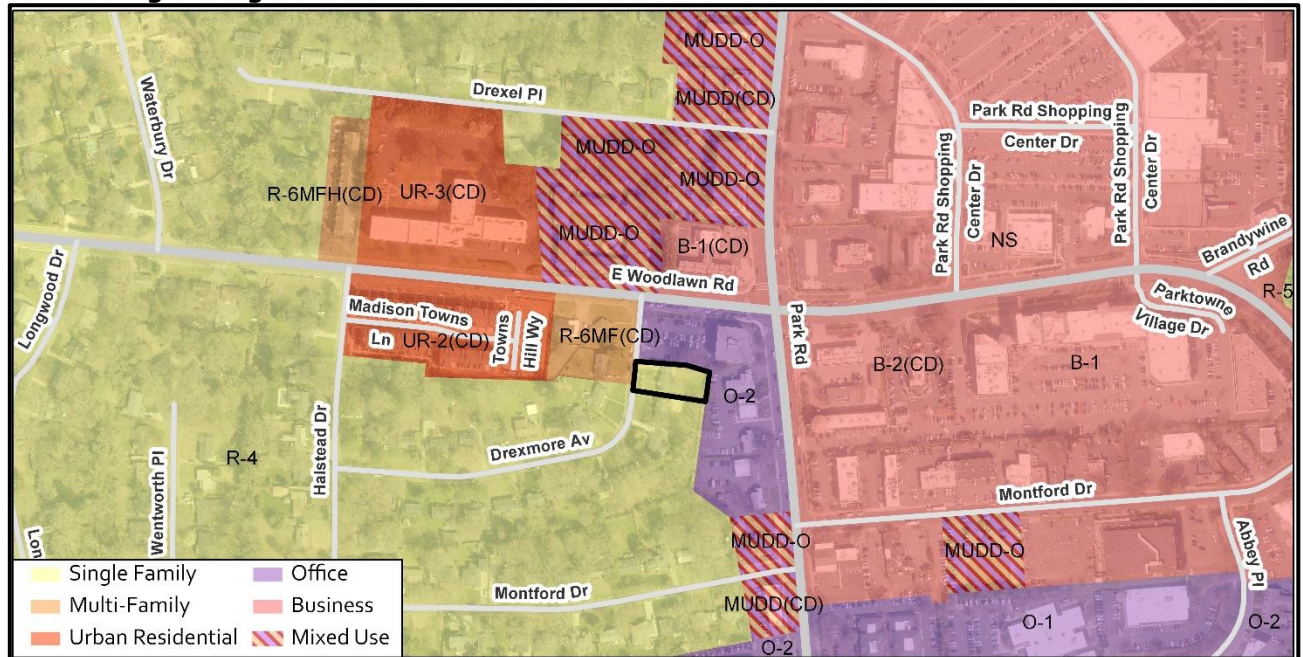 MUDD-O
MUDD(CD)
Drexel Pl
Waterbury Dr
Park Rd Shopping
Center Dr
Park Rd Shopping
Center Dr
Park Rd Shopping
Center Dr
MUDD-O
MUDD-O
R-6MFH(CD)
UR-3(CD)
MUDD-O
B-1(CD)
NS
Brandywine
Rd
R-5
E Woodlawn Rd
Longwood Dr
Madison Towns
Ln
UR-2(CD)
Towns
Hill Wy
R-6MF(CD)
Park Rd
Parktowne
Village Dr
B-2(CD)
B-1
O-2
Halstead Dr
Drexmore Av
R-4
Wentworth Pl
Lon
Montford Dr
Abbey Pl
MUDD-O
MUDD-O
Montford Dr
MUDD(CD)
O-1
O-2
O-2
Single Family
Multi-Family
Urban Residential
Office
Business
Mixed Use